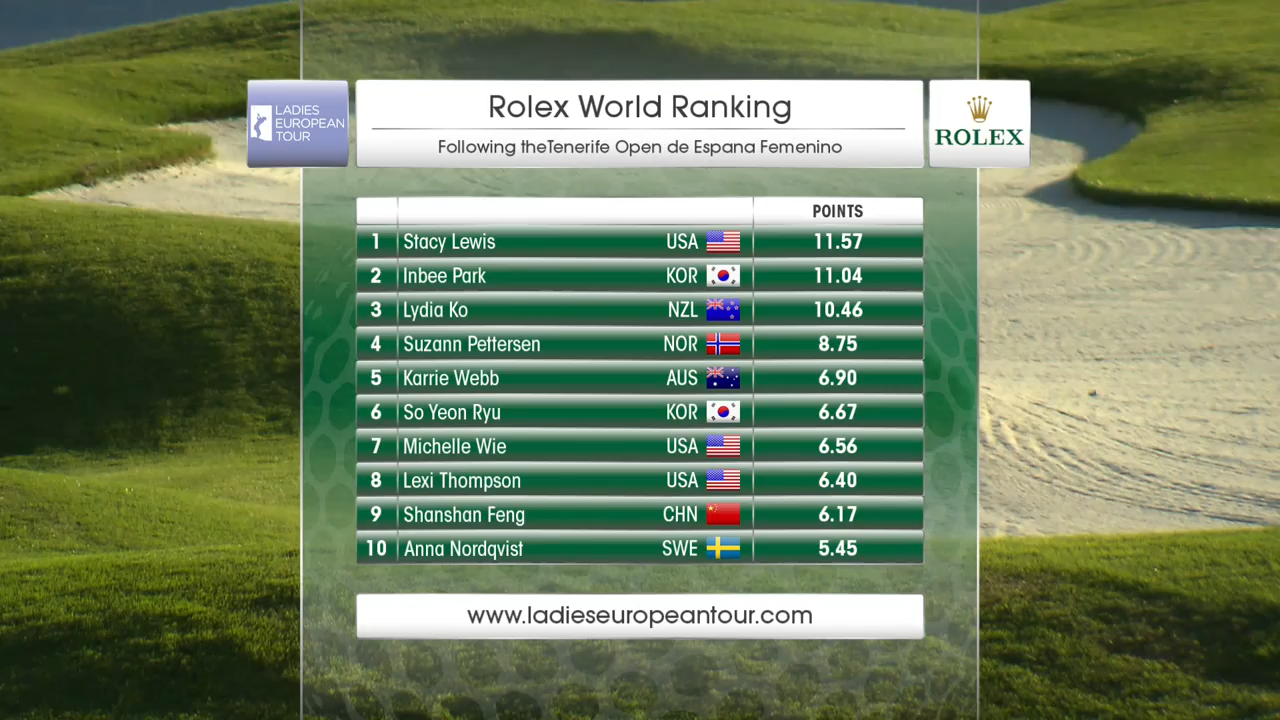 LADIES
EUROPEAN
TOUR
Rolex World Ranking
Following theTenerife Open de Espana Femenino
ROLEX
POINTS
1 Stacy Lewis USA 11.57
2 Inbee Park KOR 11.04
3 Lydia Ko NZL 10.46
4 Suzann Pettersen NOR 8.75
5 Karrie Webb AUS 6.90
6 So Yeon Ryu KOR 6.67
7 Michelle Wie USA 6.56
8 Lexi Thompson USA 6.40
9 Shanshan Feng CHN 6.17
10 Anna Nordqvist SWE 5.45
www.ladieseuropeantour.com